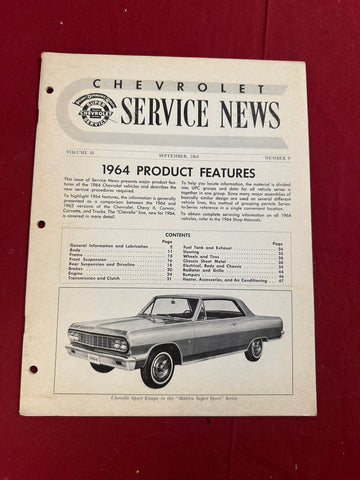 CHEVROLET
SUPER
CHEVROLET
SERVICE
SERVICE NEWS
VOLUME 35 SEPTEMBER, 1963 NUMBER 9
1964 PRODUCT FEATURES
This issue of Service News presents major product fea-
tures of the 1964 Chevrolet vehicles and describes the
new service procedures required.
To highlight 1964 features, the information is generally
presented as a comparison between the 1964 and
1963 versions of the Chevrolet, Chevy II, Corvair,
Corvette, and Trucks. The "Chevelle" line, new for 1964,
is covered in more detail.
To help you locate information, the material is divided
into UPC groups and data for all vehicle series is
together in one group. Since many major assemblies of
basically similar design are used on several different
vehicle lines, this method of grouping permits Series-
to-Series Reference in a single convenient location.
To obtain complete servicing information on all 1964
vehicles, refer to the 1964 Shop Manuals.
CONTENTS
Page
General Information and Lubrication 2
Body 11
Frame 15
Front Suspension 16
Rear Suspension and Driveline 18
Brakes 20
Engine 24
Transmission and Clutch 31
Page
Fuel Tank and Exhaust 34
Steering 35
Wheels and Tires
Chassis Sheet Metal
Electrical, Body and Chassis
Radiator and Grille 44
Bumpers 46
Heater, Accessories, and Air Conditioning 47
1964
Chevelle Sport Coupe in the "Malibu Super Sport" Series